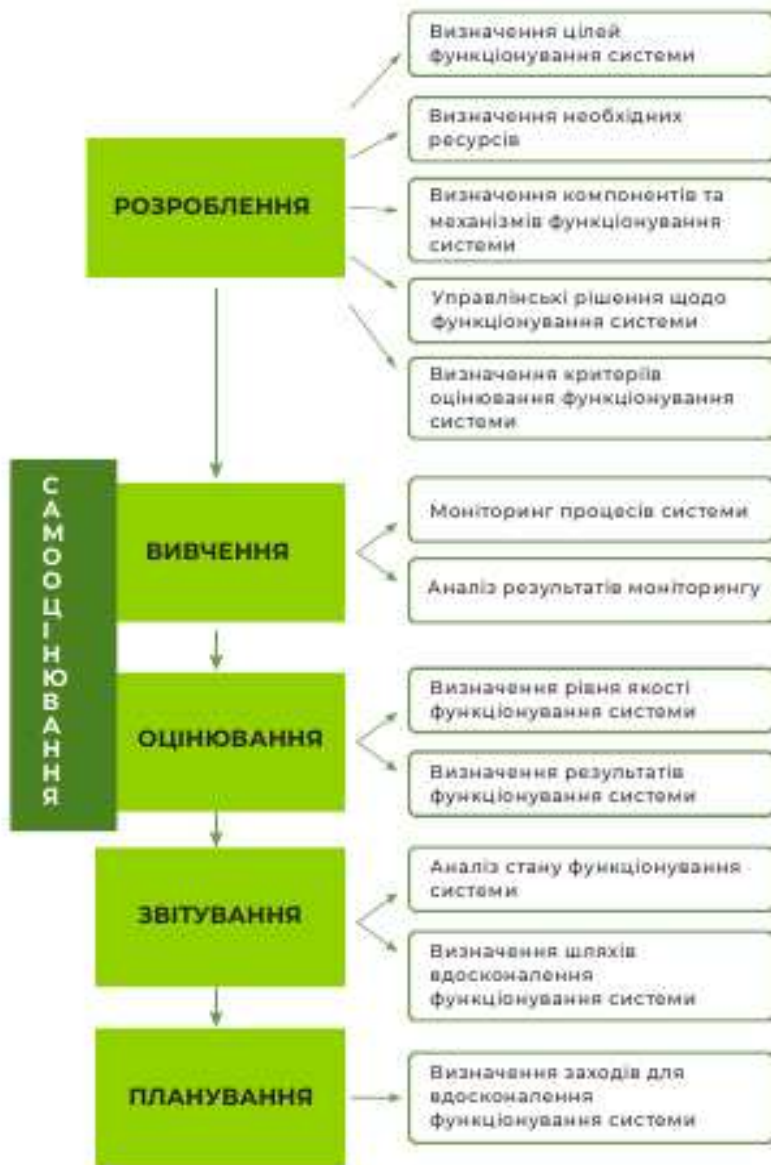 РОЗРОБЛЕННЯ
Визначення цілей
функціонування системи
Визначення необхідних
ресурсів
Визначення компонентів та
механізмів функціонування
системи
Управлінські рішення щодо
функціонування системи
Визначення критеріїв
оцінювання функціонування
системи
САМООЦІНЮВАННЯ
ВИВЧЕННЯ
Моніторинг процесів системи
Аналіз результатів моніторингу
ОЦІНЮВАННЯ
Визначення рівня якості
функціонування системи
Визначення результатів
функціонування системи
ЗВІТУВАННЯ
Аналіз стану функціонування
системи
Визначення шляхів
вдосконалення
функціонування системи
ПЛАНУВАННЯ
Визначення заходів для
вдосконалення
функціонування системи